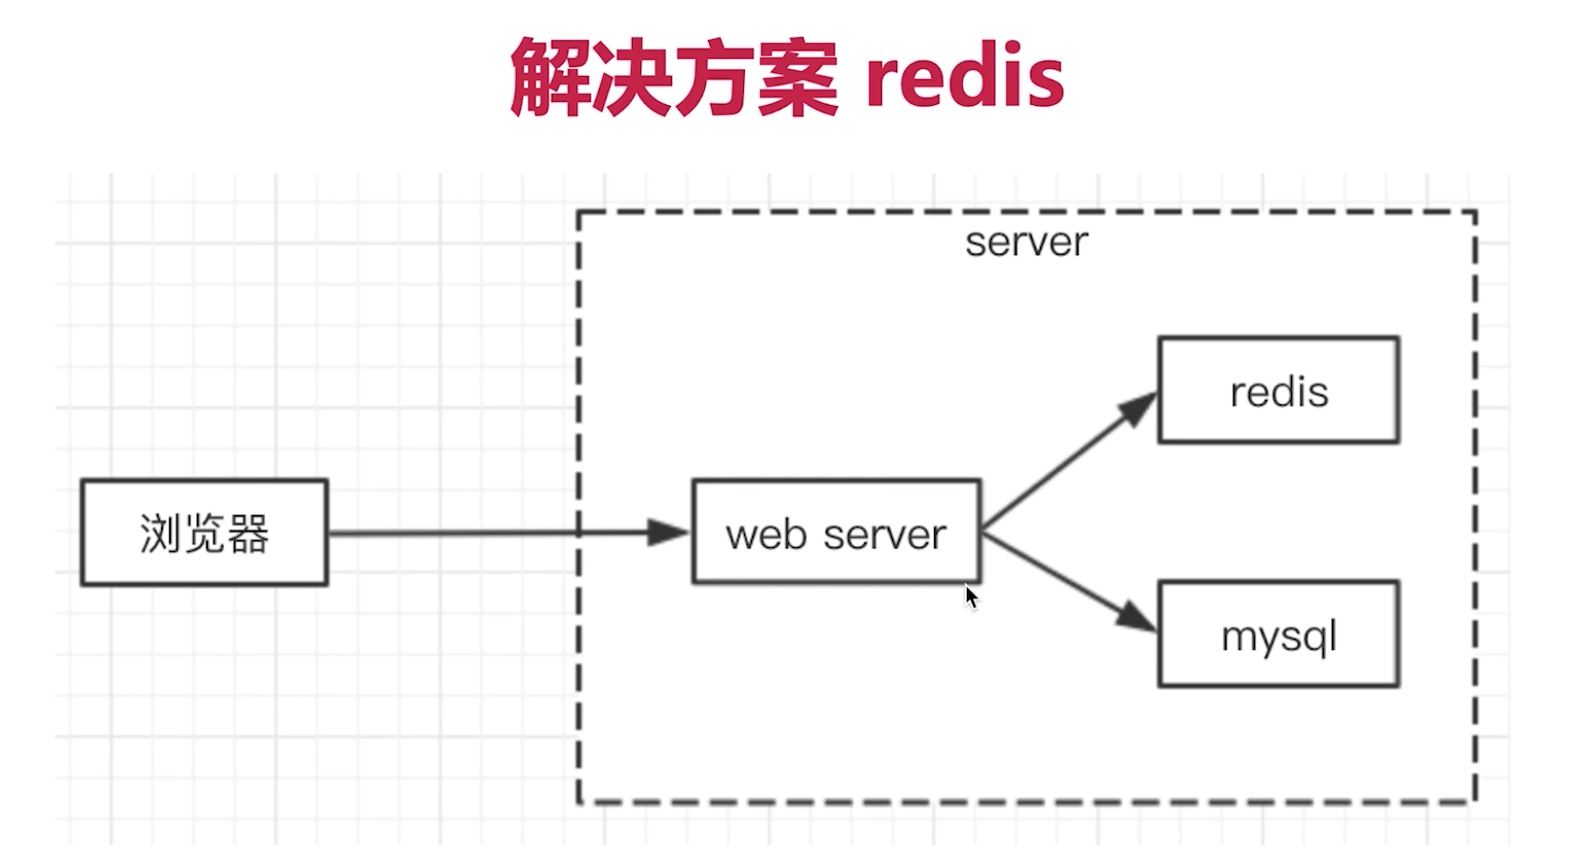 解决方案 redis
server
redis
浏览器
web server
mysql